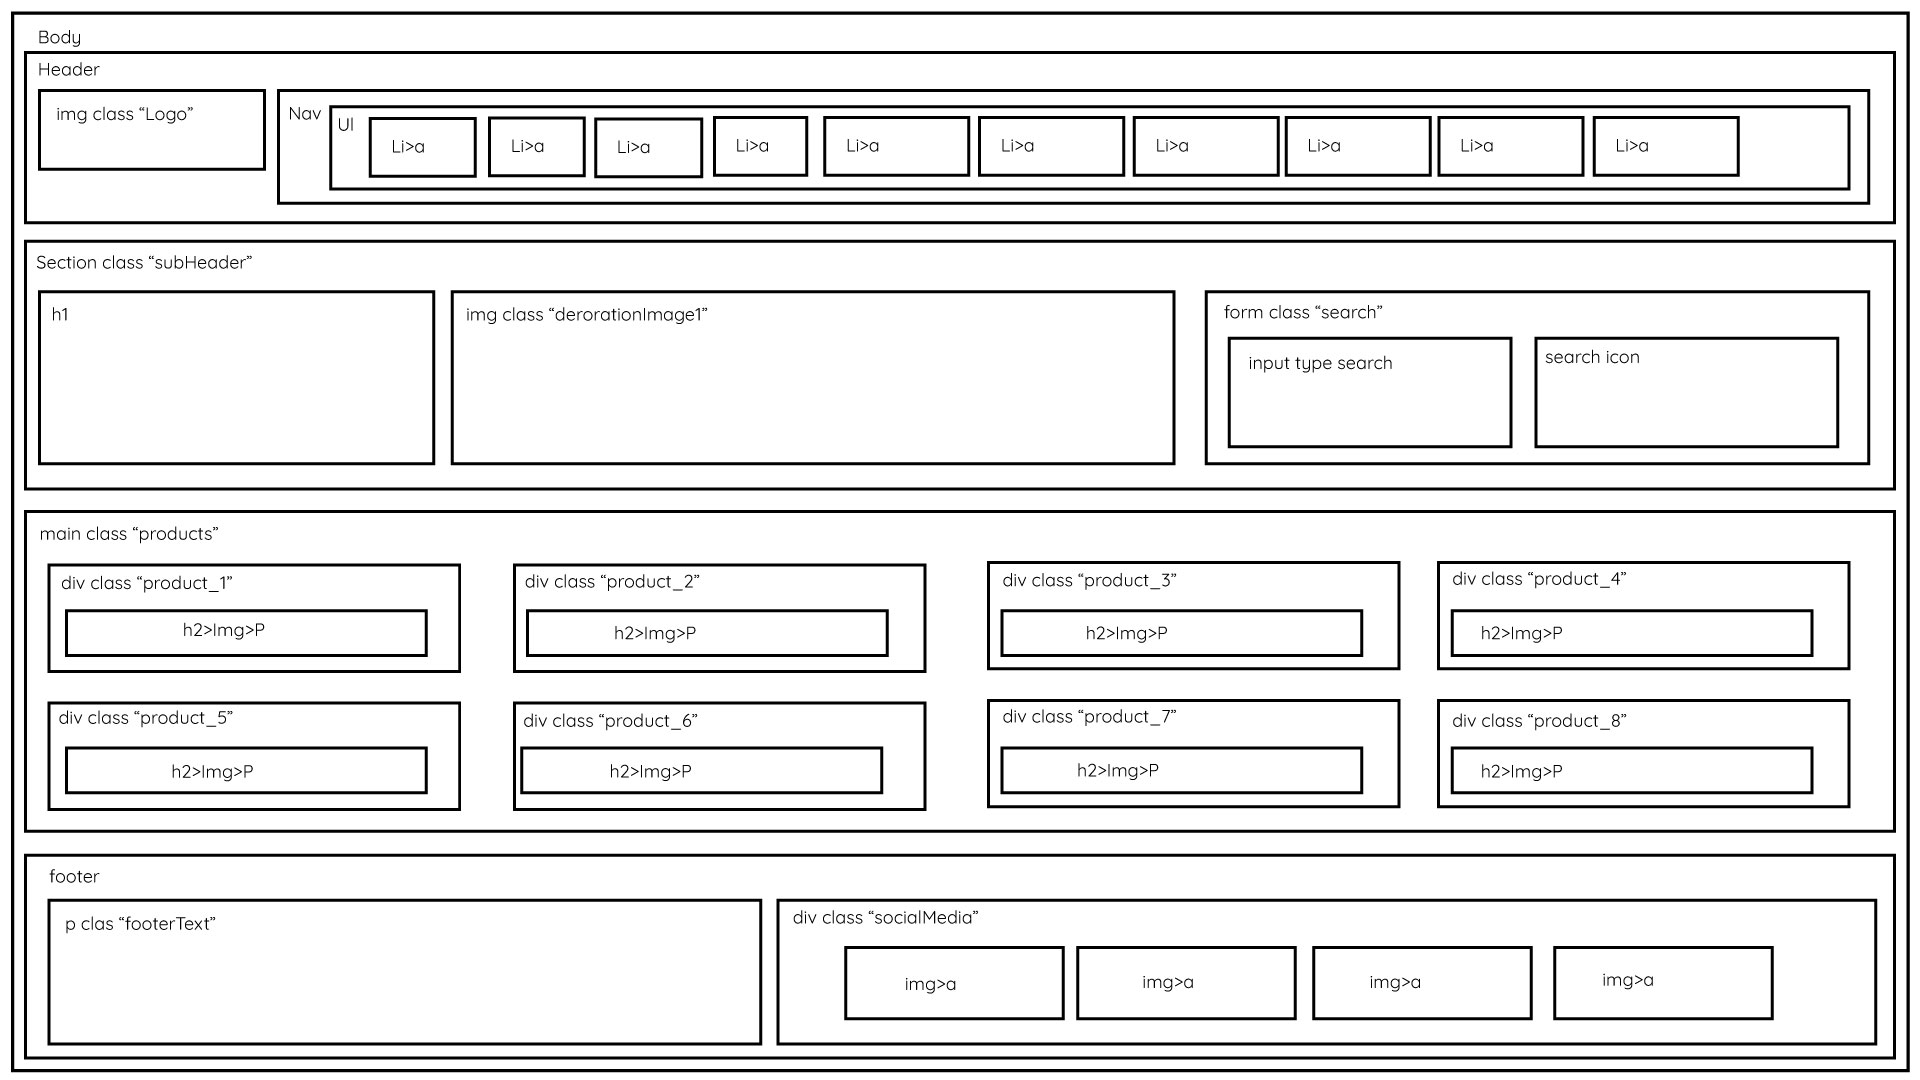 Body
Header
img class “Logo”
Nav
Ul
Li>a
Li>a
Li>a
Li>a
Li>a
Li>a
Li>a
Li>a
Li>a
Li>a
Section class “subHeader”
h1
img class “derorationImage1”
form class “search”
input type search
search icon
main class “products”
div class “product_1”
h2>Img>P
div class “product_2”
h2>Img>P
div class “product_3”
h2>Img>P
div class “product_4”
h2>Img>P
div class “product_5”
h2>Img>P
div class “product_6”
h2>Img>P
div class “product_7”
h2>Img>P
div class “product_8”
h2>Img>P
footer
p clas “footerText”
div class “socialMedia”
img>a
img>a
img>a
img>a